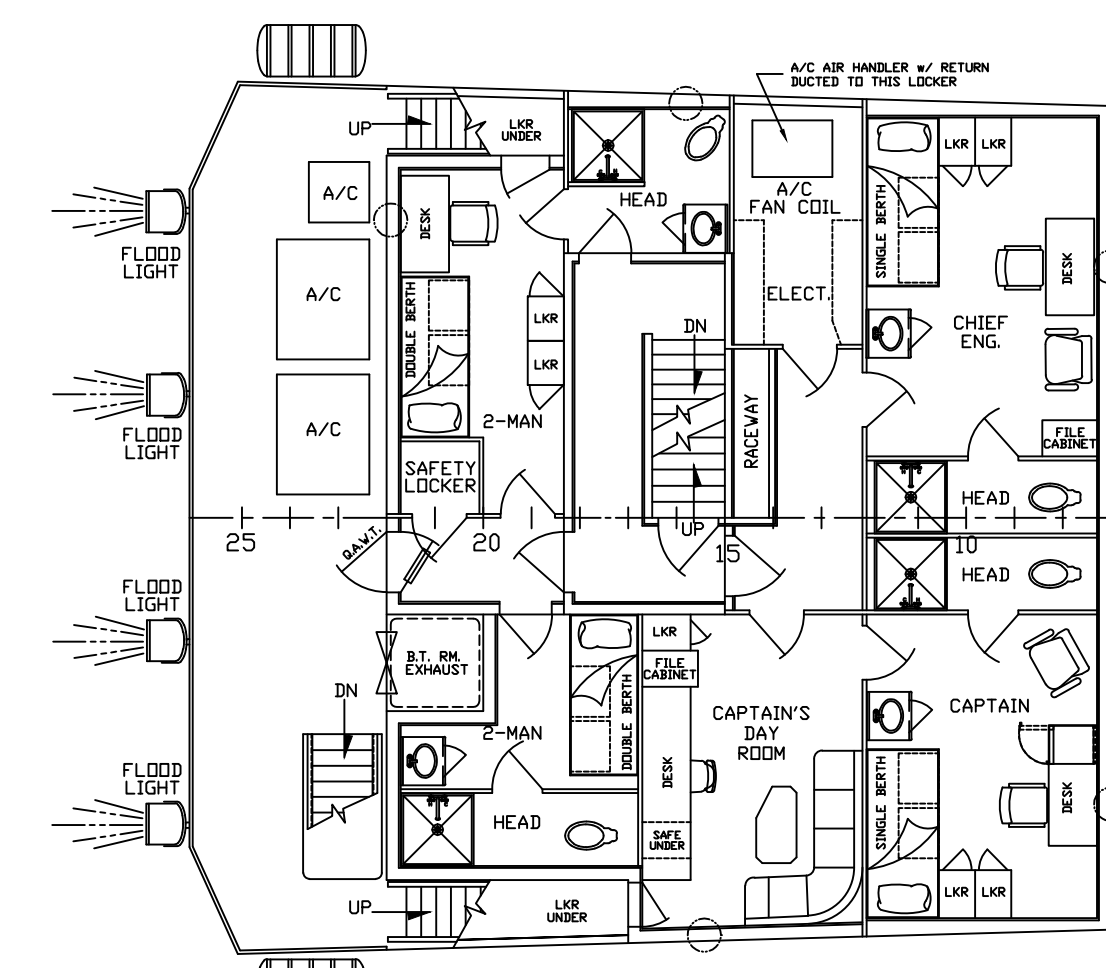 A/C AIR HANDLER w/ RETURN
DUCTED TO THIS LOCKER
UP
LKR
UNDER
HEAD
A/C
FAN COIL
ELECT.
LKR
LKR
SINGLE BERTH
DESK
CHIEF
ENG.
FILE
CABINET
FLOOD
LIGHT
A/C
A/C
A/C
DESK
DOUBLE BERTH
LKR
LKR
2-MAN
SAFETY
LOCKER
DN
UP
RACEWAY
FLOOD
LIGHT
HEAD
HEAD
25
20
15
10
Q.A.W.T.
FLOOD
LIGHT
DN
B.T. RM.
EXHAUST
2-MAN
DOUBLE BERTH
HEAD
LKR
FILE
CABINET
DESK
SAFE
UNDER
CAPTAIN'S
DAY
ROOM
CAPTAIN
SINGLE BERTH
DESK
LKR
LKR
FLOOD
LIGHT
UP
LKR
UNDER